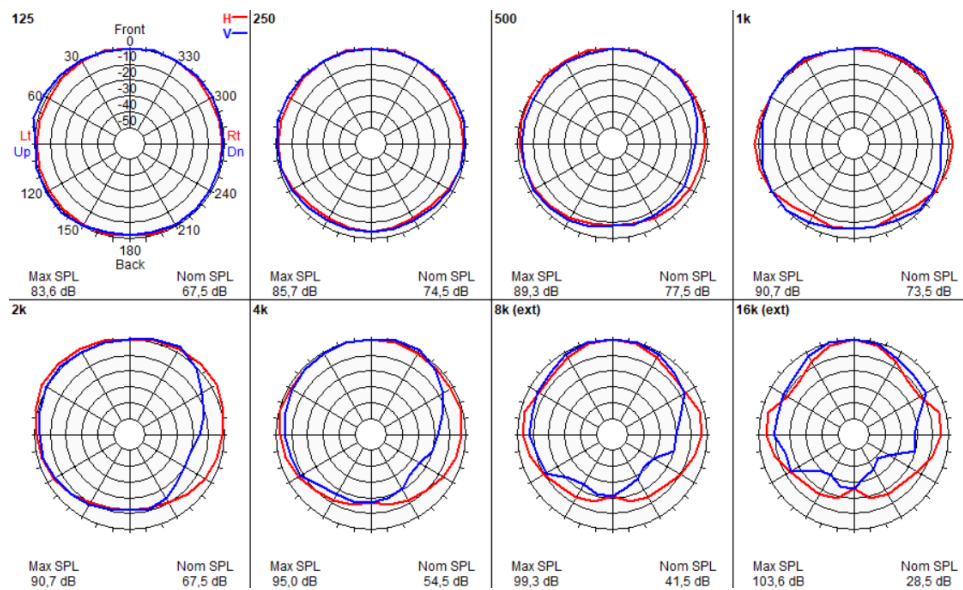 125
H
V
Front
0
-10
-20
-30
-40
-50
30
330
60
300
Lt
Up
Rt
Dn
120
240
150
210
180
Back
Max SPL Nom SPL
83,6 dB 67,5 dB
250
Max SPL Nom SPL
85,7 dB 74,5 dB
500
Max SPL Nom SPL
89,3 dB 77,5 dB
1k
Max SPL Nom SPL
90,7 dB 73,5 dB
2k
Max SPL Nom SPL
90,7 dB 67,5 dB
4k
Max SPL Nom SPL
95,0 dB 54,5 dB
8k (ext)
Max SPL Nom SPL
99,3 dB 41,5 dB
16k (ext)
Max SPL Nom SPL
103,6 dB 28,5 dB